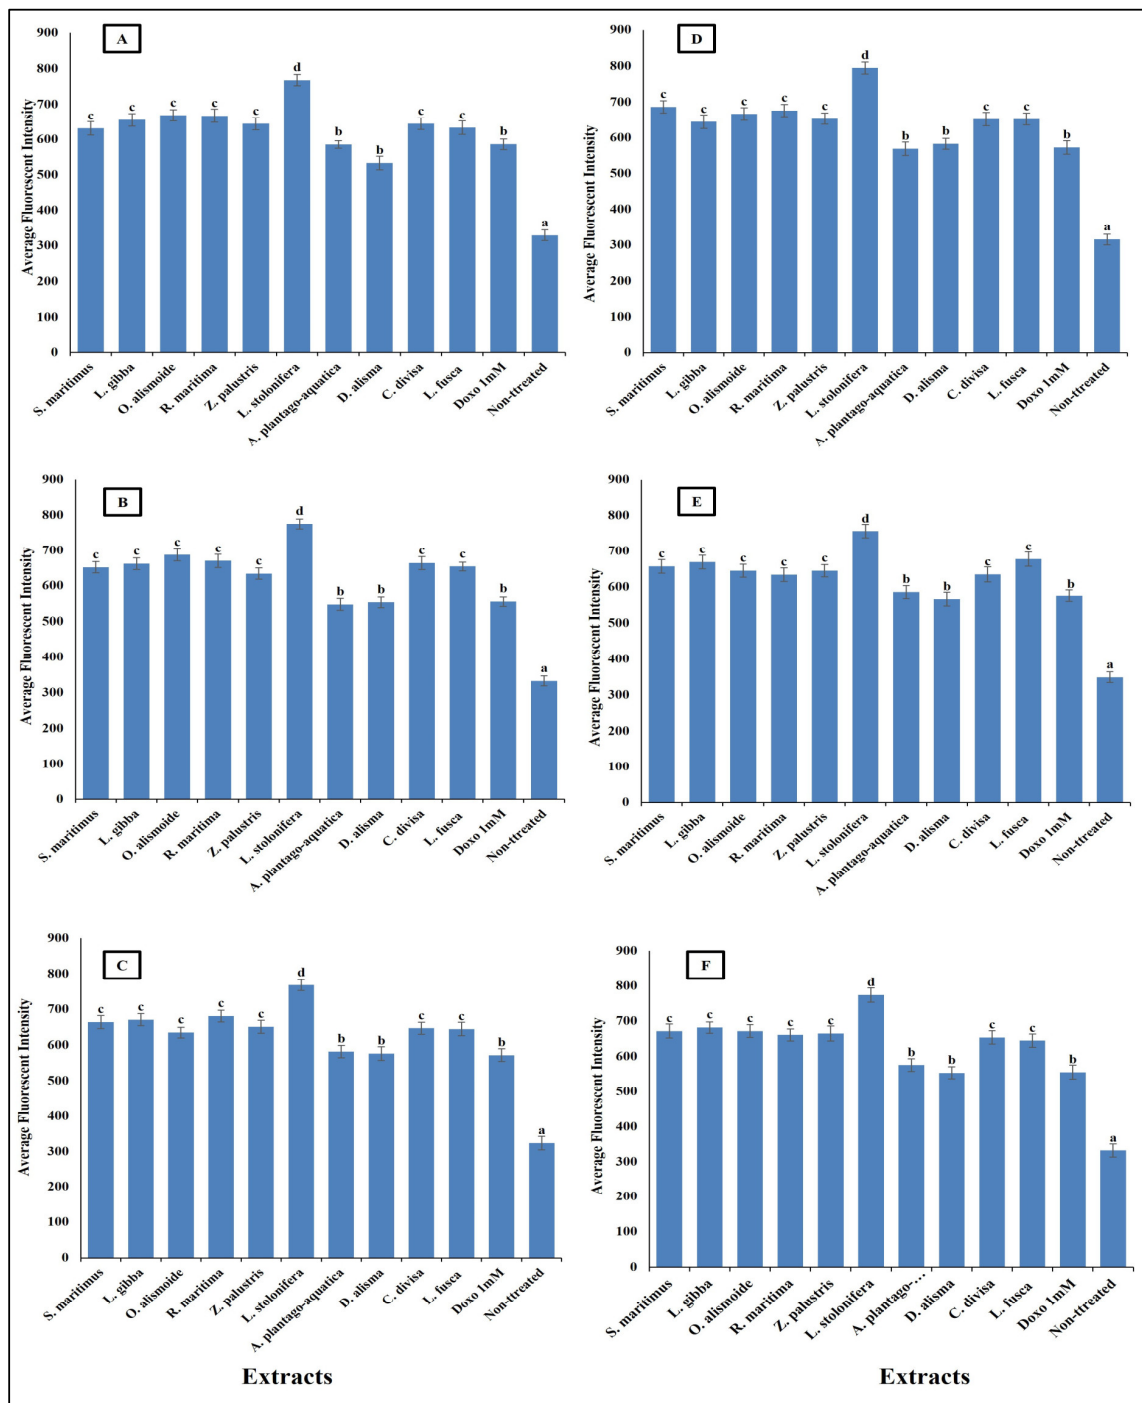 A
Average Fluorescent Intensity
900
800
700
600
500
400
300
200
100
0
c
c
c
c
c
d
b
b
c
c
b
a
S. maritimus
L. gibba
O. alismoide
R. maritima
Z. palustris
L. stolonifera
A. plantago-aquatica
D. alisma
C. divisa
L. fusca
Doxo 1mM
Non-ttreated
D
Average Fluorescent Intensity
900
800
700
600
500
400
300
200
100
0
c
c
c
c
c
d
b
b
c
c
b
a
S. maritimus
L. gibba
O. alismoide
R. maritima
Z. palustris
L. stolonifera
A. plantago-aquatica
D. alisma
C. divisa
L. fusca
Doxo 1mM
Non-ttreated
B
Average Fluorescent Intensity
900
800
700
600
500
400
300
200
100
0
c
c
c
c
c
d
b
b
c
c
b
a
S. maritimus
L. gibba
O. alismoide
R. maritima
Z. palustris
L. stolonifera
A. plantago-aquatica
D. alisma
C. divisa
L. fusca
Doxo 1mM
Non-ttreated
E
Average Fluorescent Intensity
900
800
700
600
500
400
300
200
100
0
c
c
c
c
c
d
b
b
c
c
b
a
S. maritimus
L. gibba
O. alismoide
R. maritima
Z. palustris
L. stolonifera
A. plantago-aquatica
D. alisma
C. divisa
L. fusca
Doxo 1mM
Non-ttreated
C
Average Fluorescent Intensity
900
800
700
600
500
400
300
200
100
0
c
c
c
c
c
d
b
b
c
c
b
a
S. maritimus
L. gibba
O. alismoide
R. maritima
Z. palustris
L. stolonifera
A. plantago-aquatica
D. alisma
C. divisa
L. fusca
Doxo 1mM
Non-ttreated
Extracts
F
Average Fluorescent Intensity
900
800
700
600
500
400
300
200
100
0
c
c
c
c
c
d
b
b
c
c
b
a
S. maritimus
L. gibba
O. alismoide
R. maritima
Z. palustris
L. stolonifera
A. plantago-…
D. alisma
C. divisa
L. fusca
Doxo 1mM
Non-ttreated
Extracts